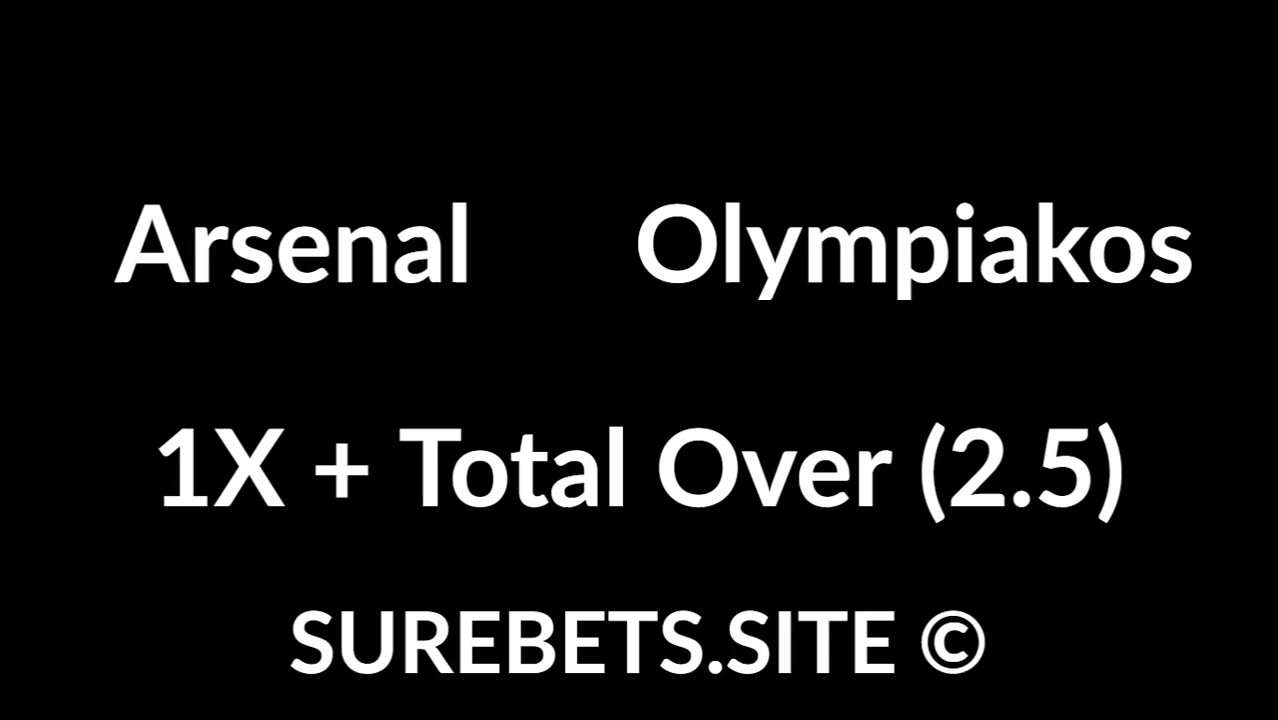 Arsenal Olympiakos
1X + Total Over (2.5)
SUREBETS.SITE ©